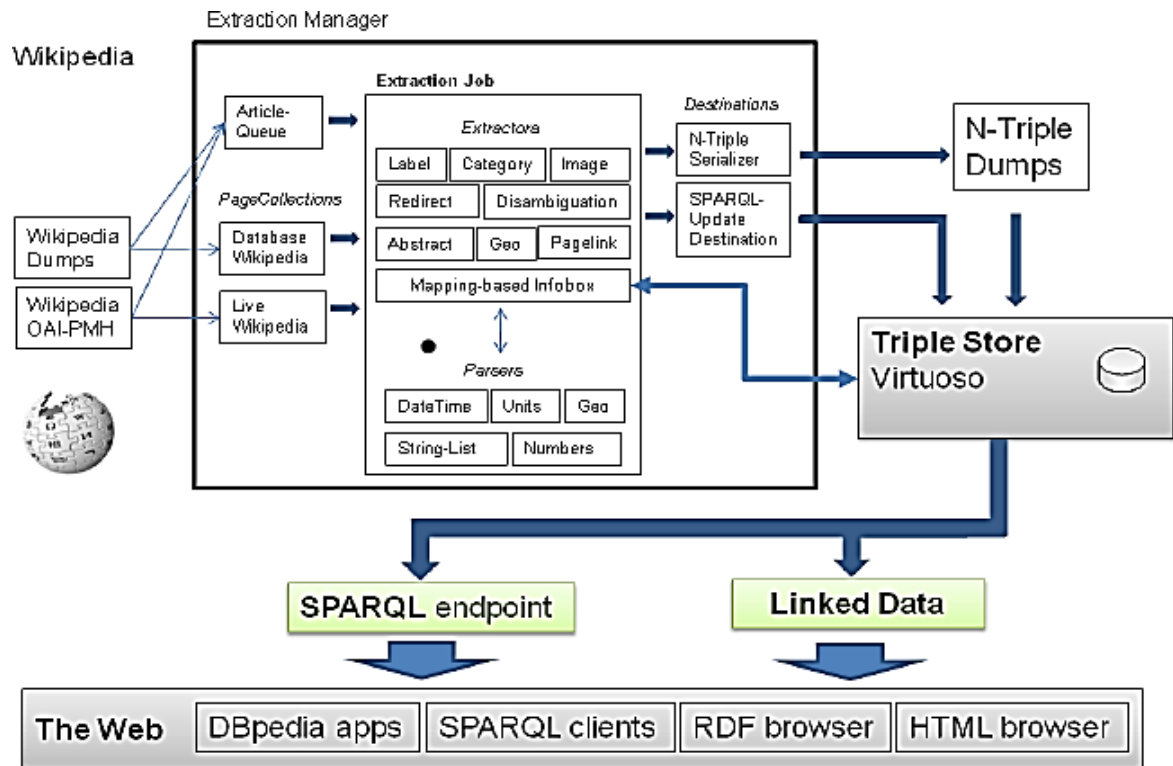 Extraction Manager
Wikipedia
Extraction Job
Article-
Queue
Destinations
Extractors
N-Triple
Serializer
N-Triple
Dumps
Label
Category
Image
PageCollections
Redirect
Disambiguation
SPARQL-
Update
Destination
Wikipedia
Dumps
Database
Wikipedia
Abstract
Geo
Pagelink
Mapping-based Infobox
Wikipedia
OAI-PMH
Live
Wikipedia
Triple Store
Virtuoso
Parsers
DateTime
Units
Geo
String-List
Numbers
SPARQL endpoint
Linked Data
The Web
DBpedia apps
SPARQL clients
RDF browser
HTML browser